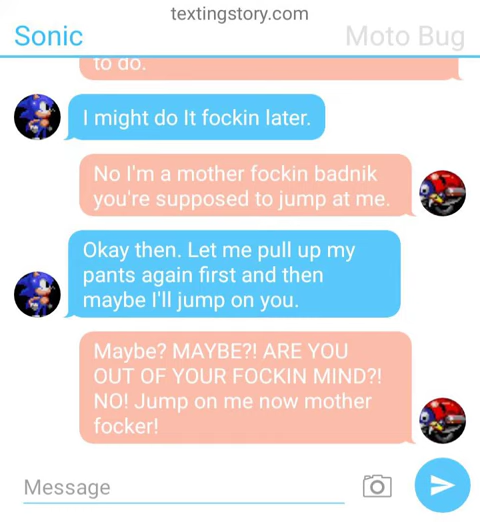 textingstory.com
Sonic
Moto Bug
to do.
I might do It fockin later.
No I'm a mother fockin badnik
you're supposed to jump at me.
Okay then. Let me pull up my
pants again first and then
maybe I'll jump on you.
Maybe? MAYBE?! ARE YOU
OUT OF YOUR FOCKIN MIND?!
NO! Jump on me now mother
focker!
Message